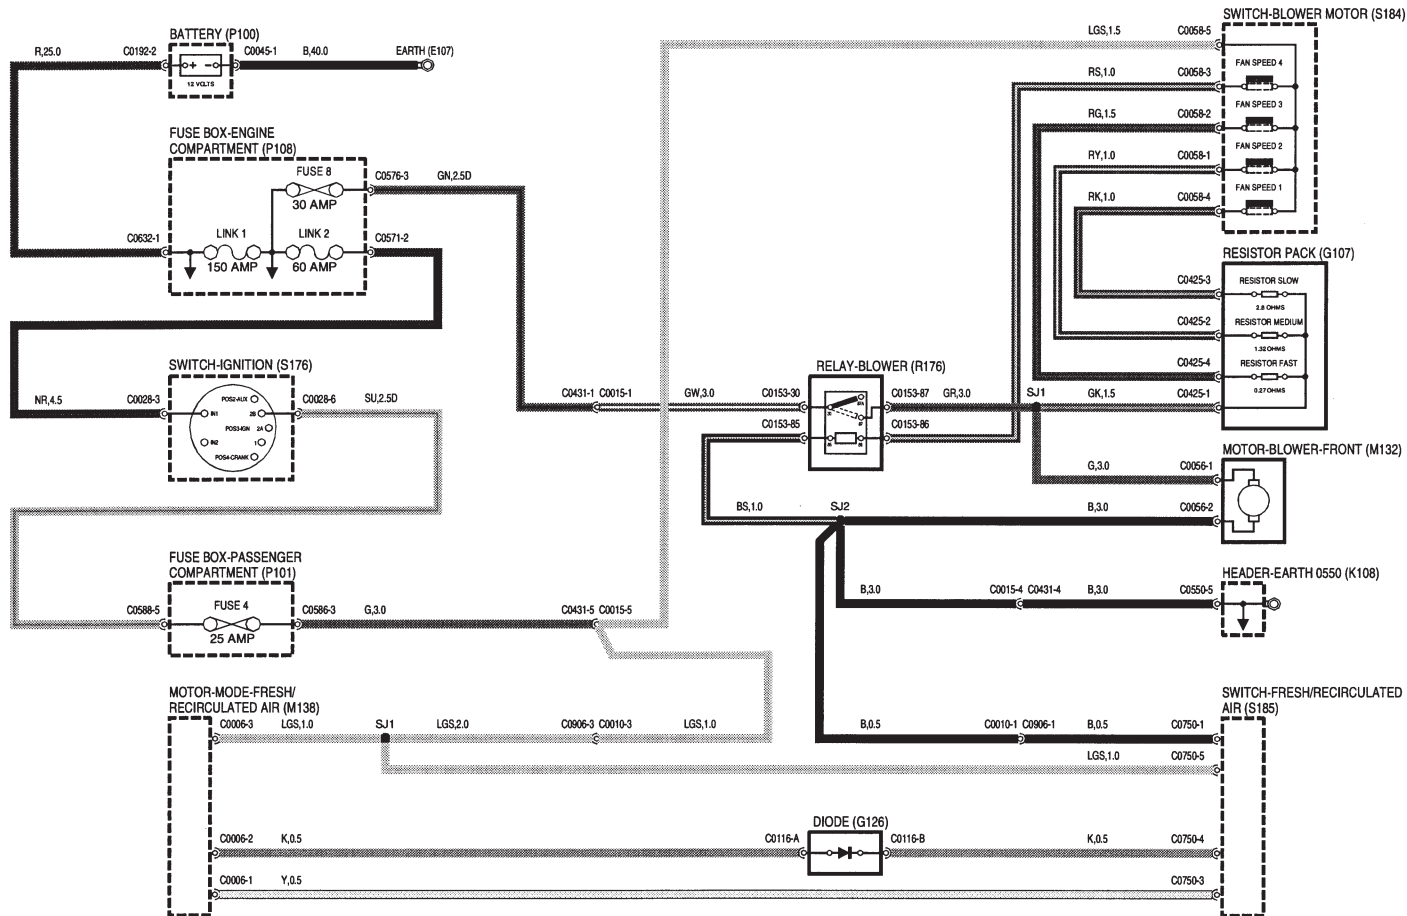 SWITCH-BLOWER MOTOR (S184)
BATTERY (P100)
R,25.0
C0192-2
C0045-1
B,40.0
EARTH (E107)
12 VOLTS
LGS,1.5
C0058-5
FAN SPEED 4
RS,1.0
C0058-3
FAN SPEED 3
RG,1.5
C0058-2
FAN SPEED 2
RY,1.0
C0058-1
FAN SPEED 1
RK,1.0
C0058-4
FUSE BOX-ENGINE
COMPARTMENT (P108)
FUSE 8
30 AMP
C0576-3
GN,2.5D
C0632-1
LINK 1
150 AMP
LINK 2
60 AMP
C0571-2
RESISTOR PACK (G107)
C0425-3
RESISTOR SLOW
2.8 OHMS
C0425-2
RESISTOR MEDIUM
1.32 OHMS
C0425-4
RESISTOR FAST
0.27 OHMS
SWITCH-IGNITION (S176)
NR,4.5
C0028-3
C0028-6
SU,2.5D
POS2-AUX
IN1
2B
POS3-IGN
2A
IN2
1
POS4-CRANK
RELAY-BLOWER (R176)
C0431-1
C0015-1
GW,3.0
C0153-30
C0153-87
GR,3.0
SJ1
GK,1.5
C0425-1
C0153-85
C0153-86
MOTOR-BLOWER-FRONT (M132)
G,3.0
C0056-1
BS,1.0
SJ2
B,3.0
C0056-2
FUSE BOX-PASSENGER
COMPARTMENT (P101)
HEADER-EARTH 0550 (K108)
B,3.0
C0015-4
C0431-4
B,3.0
C0550-5
C0588-5
FUSE 4
25 AMP
C0586-3
G,3.0
C0431-5
C0015-5
MOTOR-MODE-FRESH/
RECIRCULATED AIR (M138)
SWITCH-FRESH/RECIRCULATED
AIR (S185)
C0006-3
LGS,1.0
SJ1
LGS,2.0
C0906-3
C0010-3
LGS,1.0
B,0.5
C0010-1
C0906-1
B,0.5
C0750-1
LGS,1.0
C0750-5
DIODE (G126)
C0006-2
K,0.5
C0116-A
C0116-B
K,0.5
C0750-4
C0006-1
Y,0.5
C0750-3